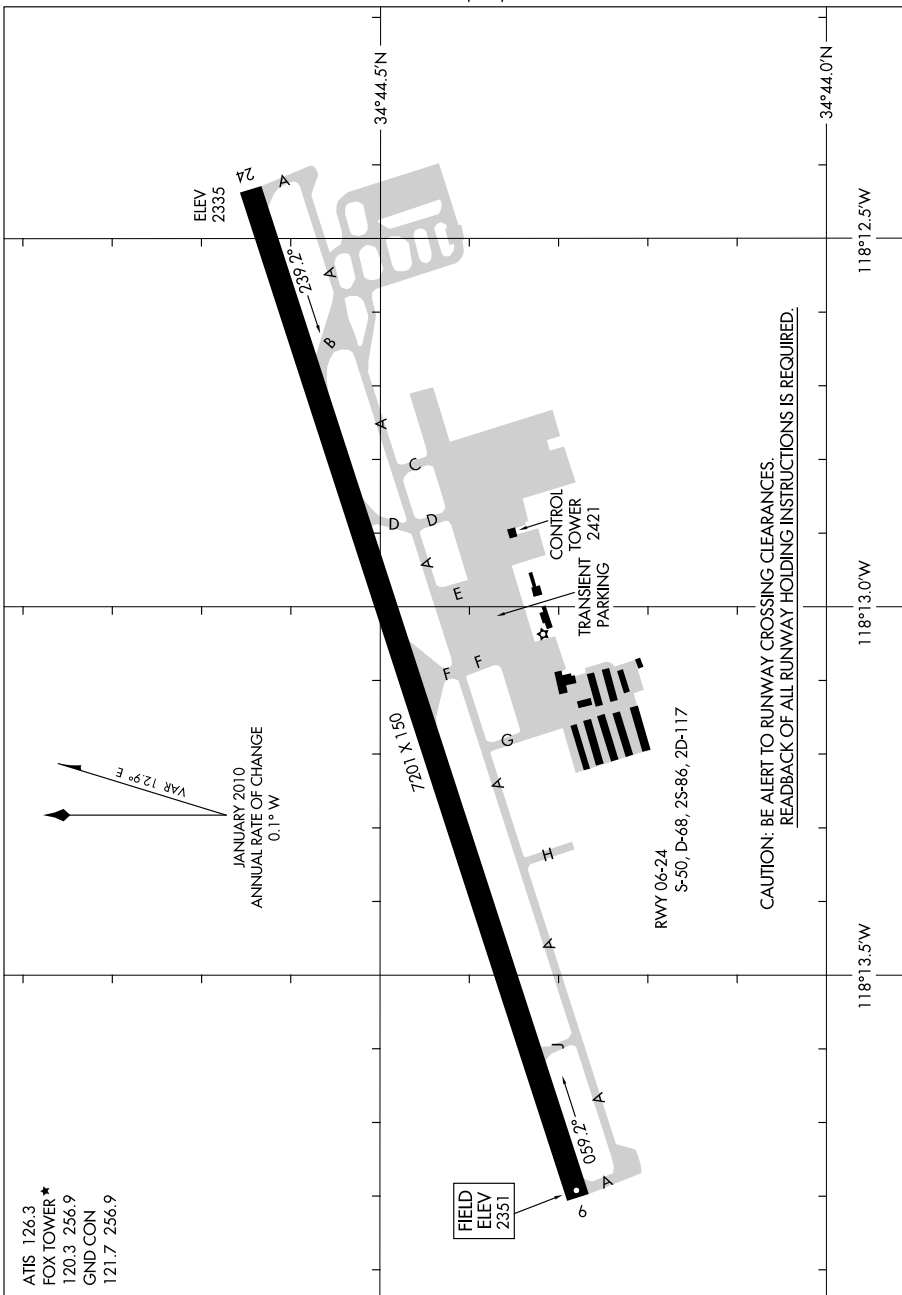 ATIS 126.3
FOX TOWER★
120.3 256.9
GND CON
121.7 256.9
VAR 12.9° E
JANUARY 2010
ANNUAL RATE OF CHANGE
0.1° W
ELEV
2335
24
A
239.2°
A
B
A
C
D
D
A
E
F
F
7201 X 150
G
A
H
A
J
A
059.2°
A
6
FIELD
ELEV
2351
CONTROL
TOWER
2421
TRANSIENT
PARKING
RWY 06-24
S-50, D-68, 2S-86, 2D-117
CAUTION: BE ALERT TO RUNWAY CROSSING CLEARANCES.
READBACK OF ALL RUNWAY HOLDING INSTRUCTIONS IS REQUIRED.
34°44.5'N
34°44.0'N
118°13.5'W
118°13.0'W
118°12.5'W